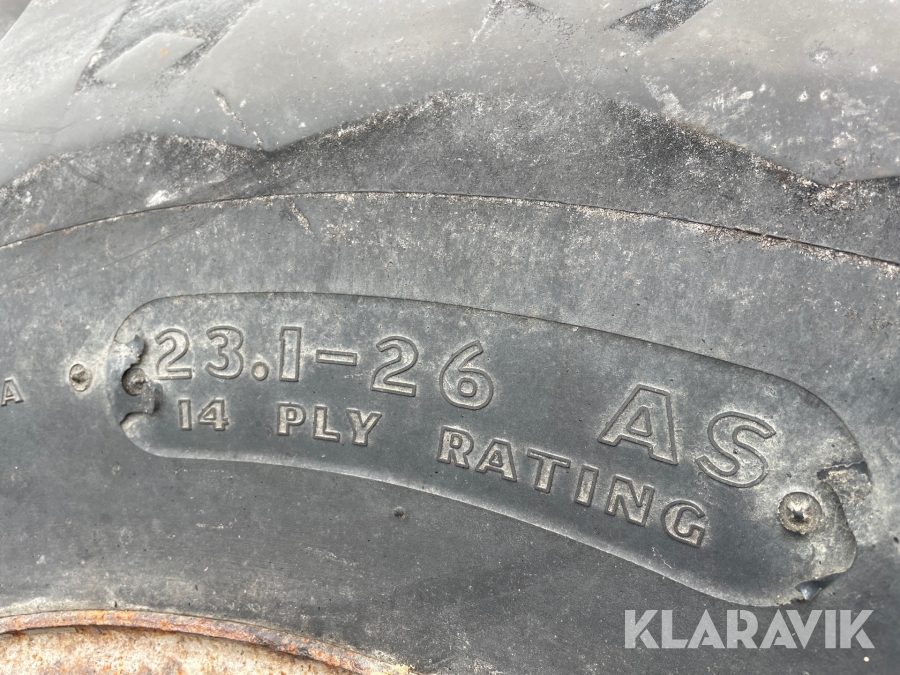 23.1-26 AS.
14 PLY RATING
A
KLARAVIK